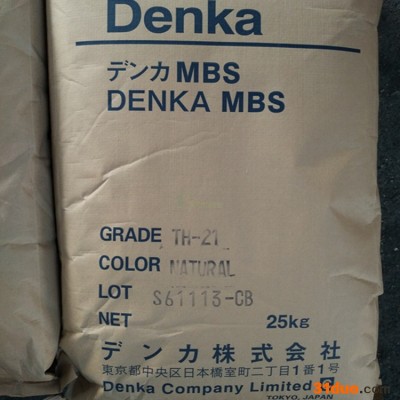 Denka
デンカMBS
DENKA MBS
GRADE TH-21
COLOR NATURAL
LOT S61113-CB
NET 25kg
デンカ株式会社
東京都中央区日本橋室町二丁目1番1号
Denka Company Limited
TOKYO, JAPAN